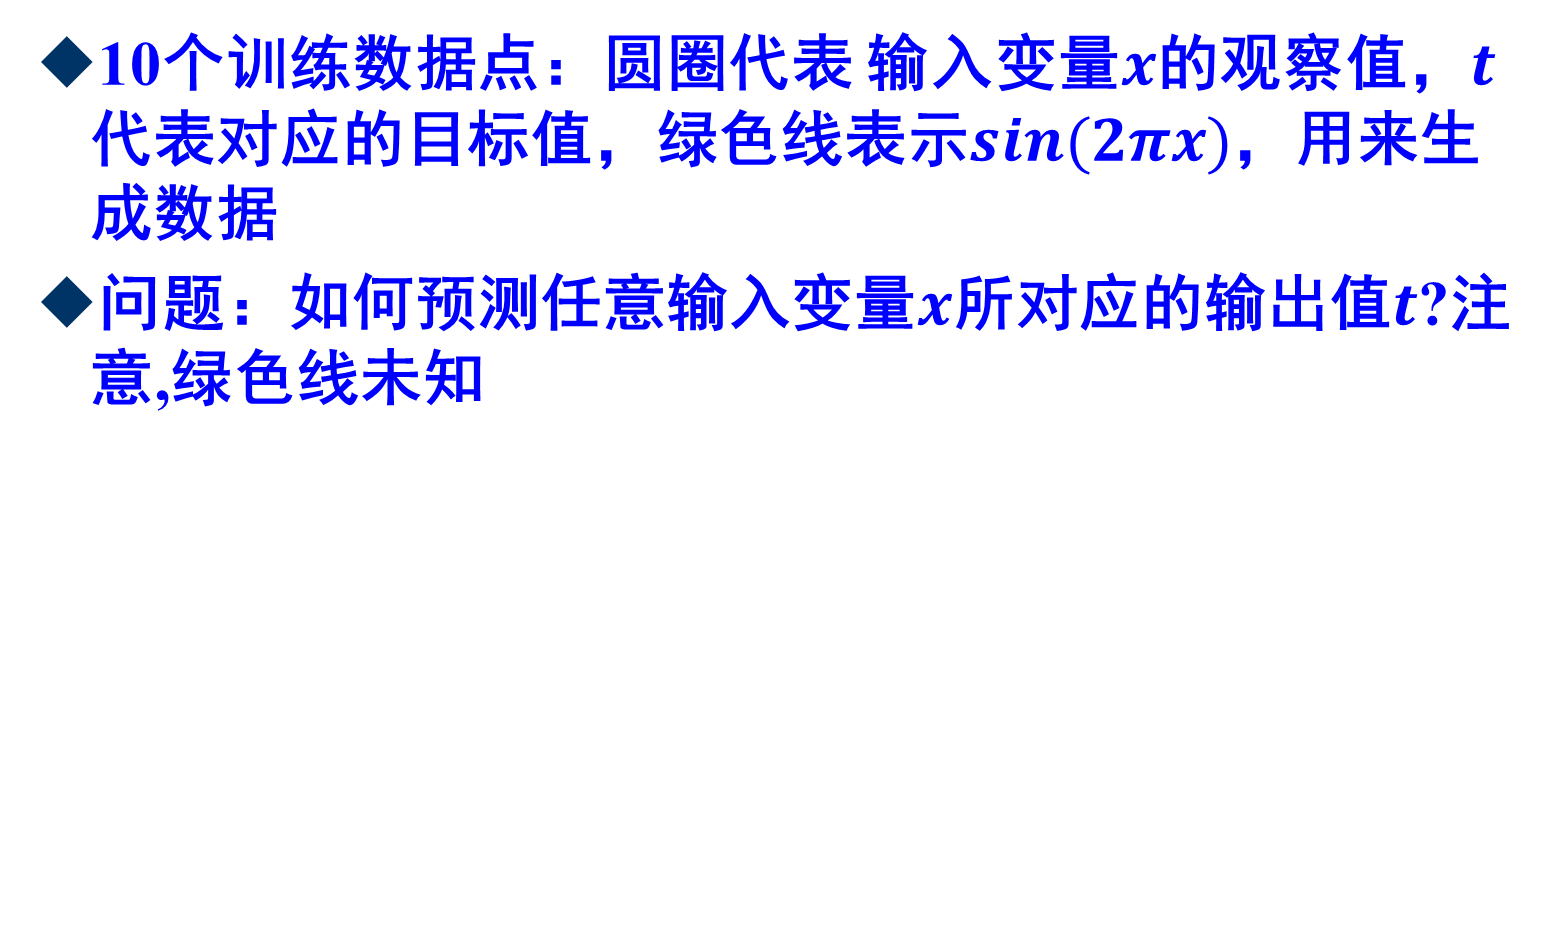 ◆10个训练数据点：圆圈代表 输入变量x的观察值，t
代表对应的目标值，绿色线表示sin(2πx)，用来生
成数据
◆问题：如何预测任意输入变量x所对应的输出值t?注
意,绿色线未知